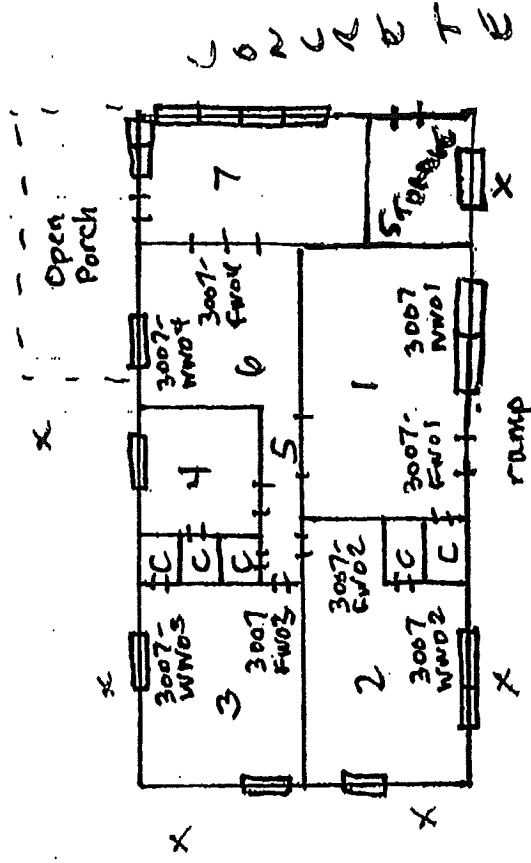 CONCRETE
Open
Porch
7
STORAGE
X
3007-
WW04
3007-
FW04
6
X
4
5
1
3007
WW01
3007-
FW01
ramp
C
C
C
C
C
3007-
WW03
3007
FW03
3
X
3007-
FW02
2
3007
WW02
X
X
X